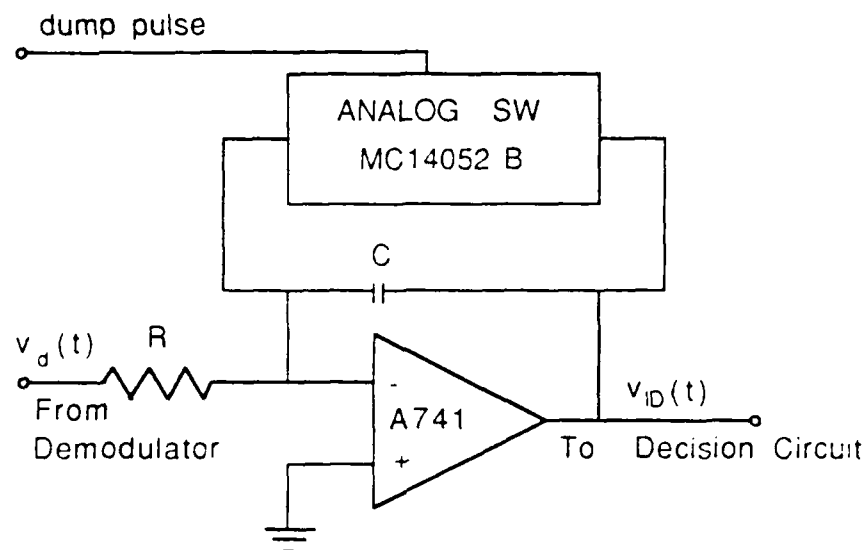 dump pulse
ANALOG SW
MC14052 B
C
v_d(t)
R
-
A741
+
v_ID(t)
From
Demodulator
To Decision Circuit